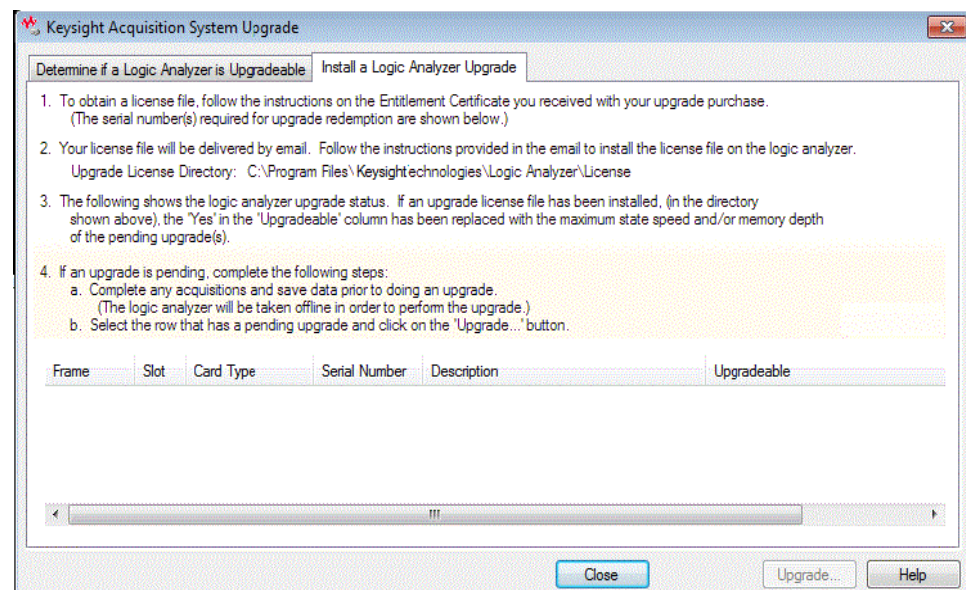 Keysight Acquisition System Upgrade
Determine if a Logic Analyzer is Upgradeable
Install a Logic Analyzer Upgrade
1. To obtain a license file, follow the instructions on the Entitlement Certificate you received with your upgrade purchase.
(The serial number(s) required for upgrade redemption are shown below.)
2. Your license file will be delivered by email. Follow the instructions provided in the email to install the license file on the logic analyzer.
Upgrade License Directory: C:\Program Files\Keysight'echnologies\Logic Analyzer\License
3. The following shows the logic analyzer upgrade status. If an upgrade license file has been installed, (in the directory
shown above), the 'Yes' in the 'Upgradeable' column has been replaced with the maximum state speed and/or memory depth
of the pending upgrade(s).
4. If an upgrade is pending, complete the following steps:
a. Complete any acquisitions and save data prior to doing an upgrade.
(The logic analyzer will be taken offline in order to perform the upgrade.)
b. Select the row that has a pending upgrade and click on the 'Upgrade...' button.
Frame Slot Card Type Serial Number Description Upgradeable
Close Upgrade... Help